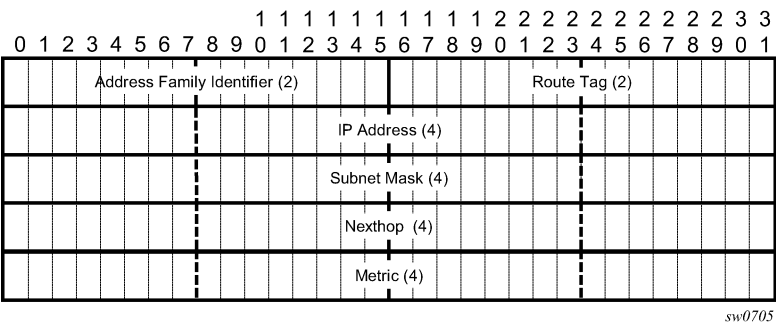 1 1 1 1 1 1 1 1 1 1 2 2 2 2 2 2 2 2 2 2 3 3
0 1 2 3 4 5 6 7 8 9 0 1 2 3 4 5 6 7 8 9 0 1 2 3 4 5 6 7 8 9 0 1
Address Family Identifier (2) Route Tag (2)
IP Address (4)
Subnet Mask (4)
Nexthop (4)
Metric (4)
sw0705